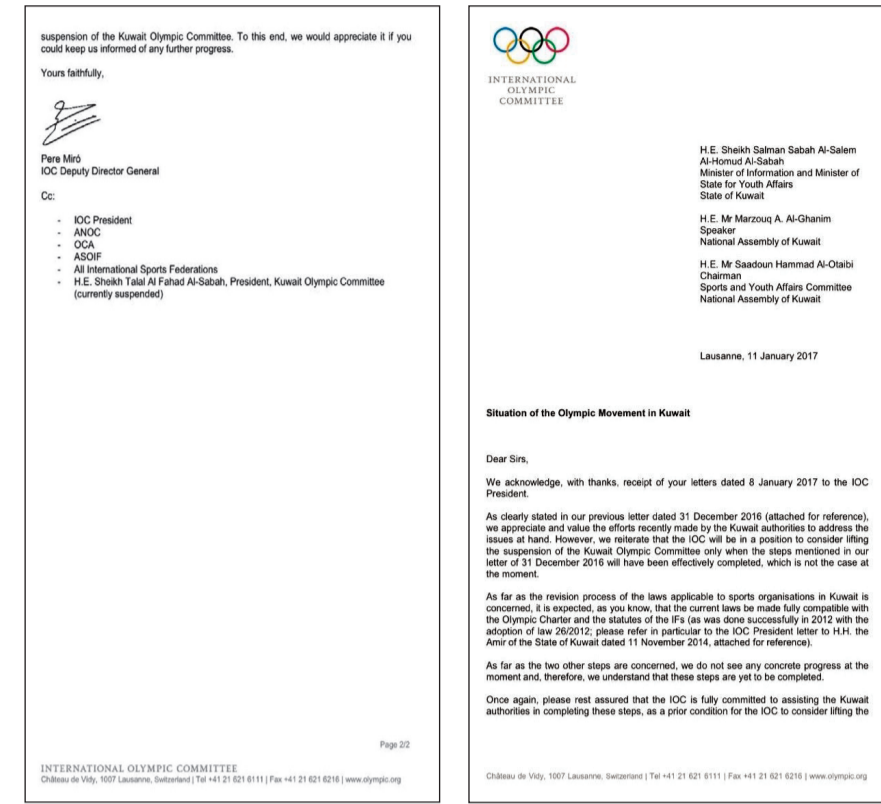 suspension of the Kuwait Olympic Committee. To this end, we would appreciate it if you
could keep us informed of any further progress.
Yours faithfully,
Pere Miró
IOC Deputy Director General
Cc:
- IOC President
- ANOC
- OCA
- ASOIF
- All International Sports Federations
- H.E. Sheikh Talal Al Fahad Al-Sabah, President, Kuwait Olympic Committee
(currently suspended)
Page 2/2
INTERNATIONAL OLYMPIC COMMITTEE
Château de Vidy, 1007 Lausanne, Switzerland | Tel +41 21 621 6111 | Fax +41 21 621 6216 | www.olympic.org
INTERNATIONAL
OLYMPIC
COMMITTEE
H.E. Sheikh Salman Sabah Al-Salem
Al-Homud Al-Sabah
Minister of Information and Minister of
State for Youth Affairs
State of Kuwait
H.E. Mr Marzouq A. Al-Ghanim
Speaker
National Assembly of Kuwait
H.E. Mr Saadoun Hammad Al-Otaibi
Chairman
Sports and Youth Affairs Committee
National Assembly of Kuwait
Lausanne, 11 January 2017
Situation of the Olympic Movement in Kuwait
Dear Sirs,
We acknowledge, with thanks, receipt of your letters dated 8 January 2017 to the IOC
President.
As clearly stated in our previous letter dated 31 December 2016 (attached for reference),
we appreciate and value the efforts recently made by the Kuwait authorities to address the
issues at hand. However, we reiterate that the IOC will be in a position to consider lifting
the suspension of the Kuwait Olympic Committee only when the steps mentioned in our
letter of 31 December 2016 will have been effectively completed, which is not the case at
the moment.
As far as the revision process of the laws applicable to sports organisations in Kuwait is
concerned, it is expected, as you know, that the current laws be made fully compatible with
the Olympic Charter and the statutes of the IFs (as was done successfully in 2012 with the
adoption of law 26/2012; please refer in particular to the IOC President letter to H.H. the
Amir of the State of Kuwait dated 11 November 2014, attached for reference).
As far as the two other steps are concerned, we do not see any concrete progress at the
moment and, therefore, we understand that these steps are yet to be completed.
Once again, please rest assured that the IOC is fully committed to assisting the Kuwait
authorities in completing these steps, as a prior condition for the IOC to consider lifting the
Château de Vidy, 1007 Lausanne, Switzerland | Tel +41 21 621 6111 | Fax +41 21 621 6216 | www.olympic.org